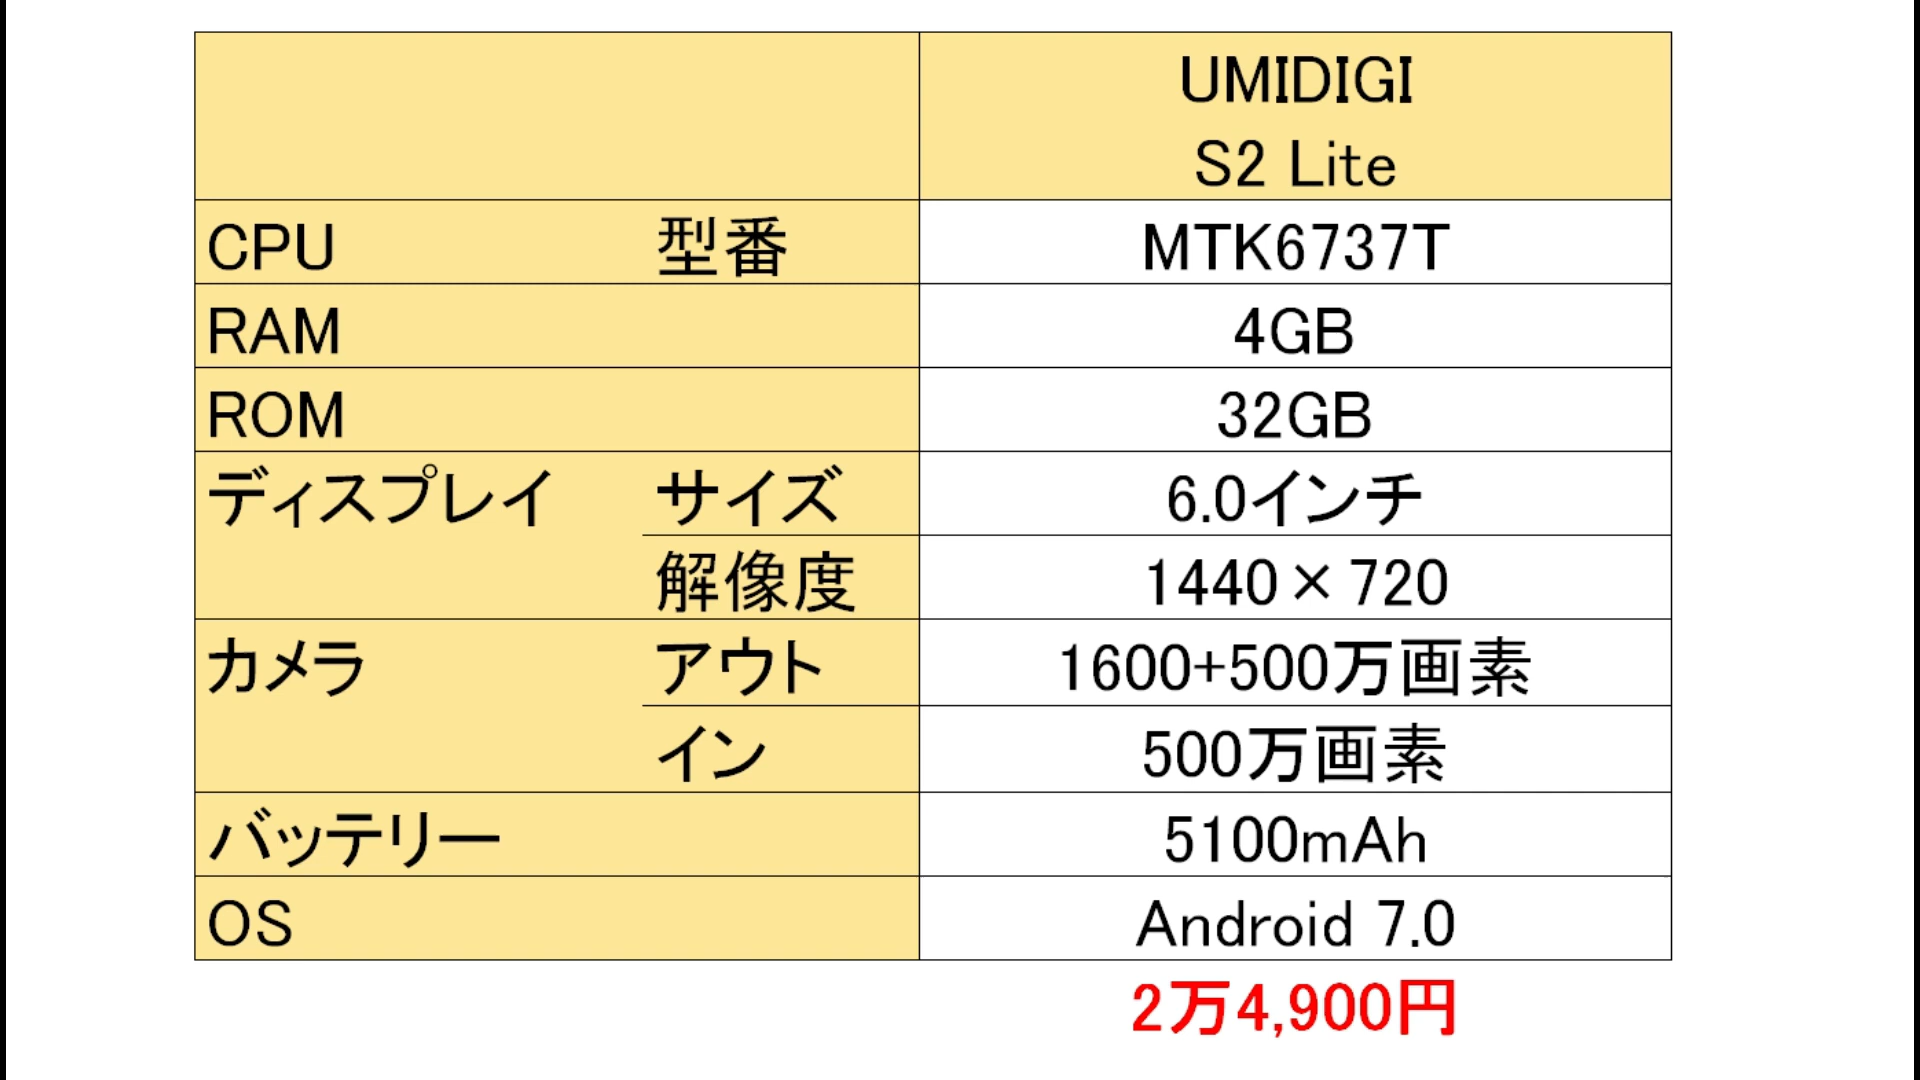 UMIDIGI
S2 Lite
CPU 型番 MTK6737T
RAM 4GB
ROM 32GB
ディスプレイ サイズ 6.0インチ
解像度 1440×720
カメラ アウト 1600+500万画素
イン 500万画素
バッテリー 5100mAh
OS Android 7.0
2万4,900円